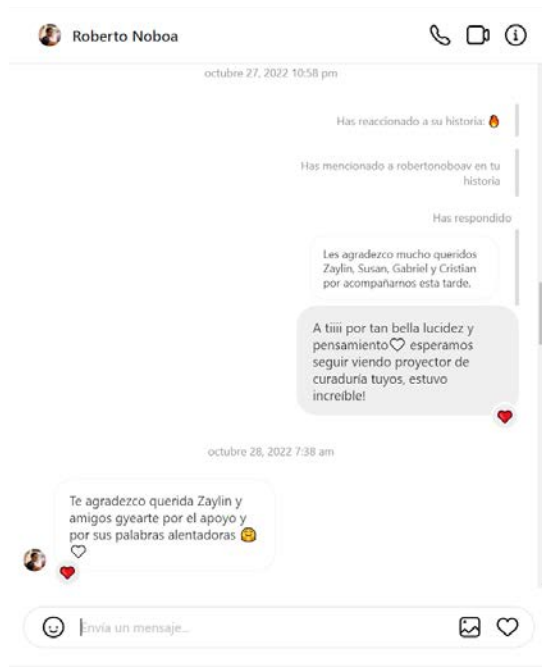 Roberto Noboa
octubre 27, 2022 10:58 pm
Has reaccionado a su historia: 🔥
Has mencionado a robertonoboav en tu
historia
Has respondido
Les agradezco mucho queridos
Zaylin, Susan, Gabriel y Cristian
por acompañarnos esta tarde.
A tiiii por tan bella lucidez y
pensamiento♡ esperamos
seguir viendo proyector de
curaduría tuyos, estuvo
increíble!
octubre 28, 2022 7:38 am
Te agradezco querida Zaylin y
amigos gyearte por el apoyo y
por sus palabras alentadoras 🤗
♡
Envía un mensaje...